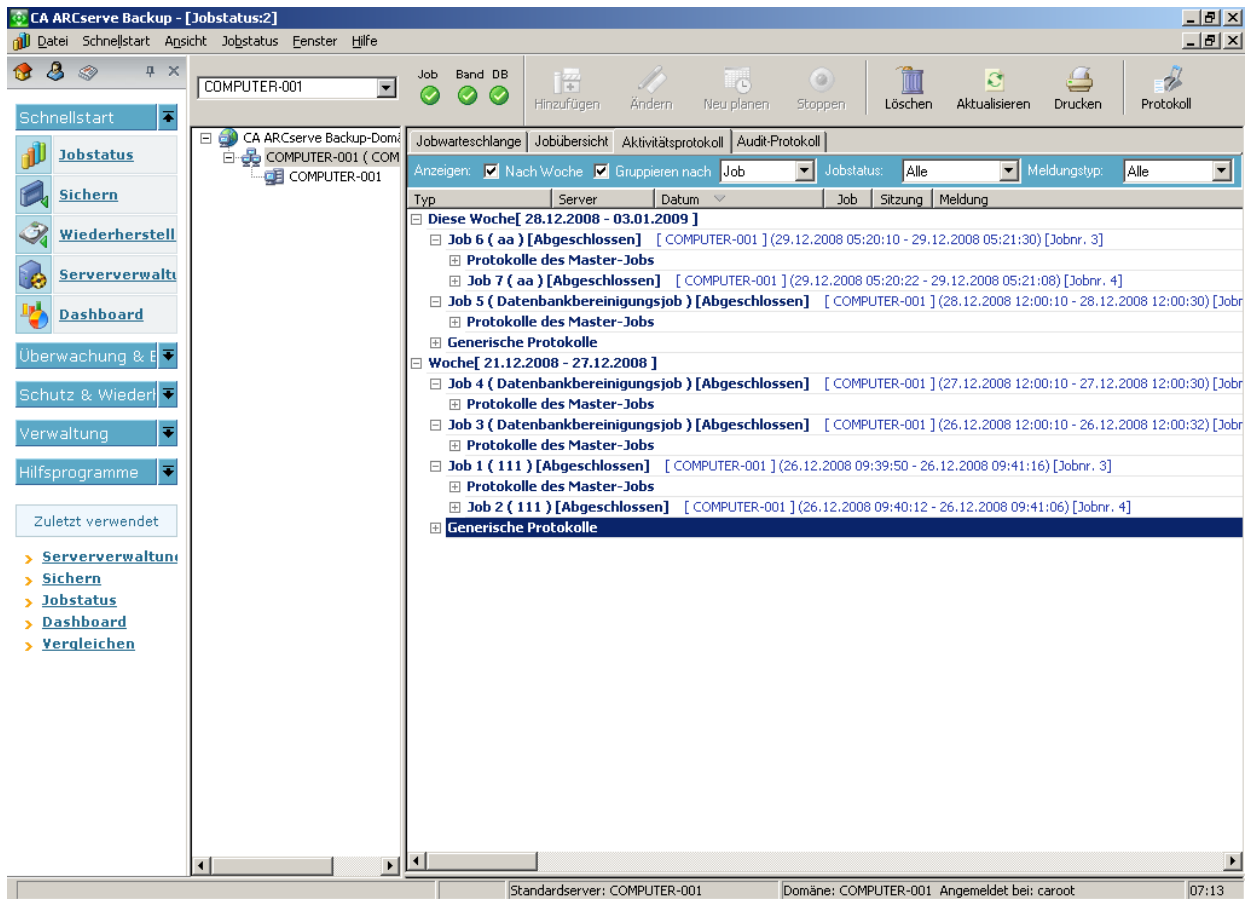 CA ARCserve Backup - [Jobstatus:2]
Datei Schnellstart Ansicht Jobstatus Fenster Hilfe
COMPUTER-001
Job Band DB
Hinzufügen Ändern Neu planen Stoppen Löschen Aktualisieren Drucken Protokoll
Schnellstart
Jobstatus
Sichern
Wiederherstell
Serververwaltu
Dashboard
Überwachung & E
Schutz & Wiederh
Verwaltung
Hilfsprogramme
Zuletzt verwendet
Serververwaltung
Sichern
Jobstatus
Dashboard
Vergleichen
CA ARCserve Backup-Domä
COMPUTER-001 ( COM
COMPUTER-001
Jobwarteschlange Jobübersicht Aktivitätsprotokoll Audit-Protokoll
Anzeigen: Nach Woche Gruppieren nach Job Jobstatus: Alle Meldungstyp: Alle
Typ Server Datum Job Sitzung Meldung
Diese Woche[ 28.12.2008 - 03.01.2009 ]
Job 6 ( aa ) [Abgeschlossen] [ COMPUTER-001 ] (29.12.2008 05:20:10 - 29.12.2008 05:21:30) [Jobnr. 3]
Protokolle des Master-Jobs
Job 7 ( aa ) [Abgeschlossen] [ COMPUTER-001 ] (29.12.2008 05:20:22 - 29.12.2008 05:21:08) [Jobnr. 4]
Job 5 ( Datenbankbereinigungsjob ) [Abgeschlossen] [ COMPUTER-001 ] (28.12.2008 12:00:10 - 28.12.2008 12:00:30) [Jobr
Protokolle des Master-Jobs
Generische Protokolle
Woche[ 21.12.2008 - 27.12.2008 ]
Job 4 ( Datenbankbereinigungsjob ) [Abgeschlossen] [ COMPUTER-001 ] (27.12.2008 12:00:10 - 27.12.2008 12:00:30) [Jobr
Protokolle des Master-Jobs
Job 3 ( Datenbankbereinigungsjob ) [Abgeschlossen] [ COMPUTER-001 ] (26.12.2008 12:00:10 - 26.12.2008 12:00:32) [Jobr
Protokolle des Master-Jobs
Job 1 ( 111 ) [Abgeschlossen] [ COMPUTER-001 ] (26.12.2008 09:39:50 - 26.12.2008 09:41:16) [Jobnr. 3]
Protokolle des Master-Jobs
Job 2 ( 111 ) [Abgeschlossen] [ COMPUTER-001 ] (26.12.2008 09:40:12 - 26.12.2008 09:41:06) [Jobnr. 4]
Generische Protokolle
Standardserver: COMPUTER-001 Domäne: COMPUTER-001 Angemeldet bei: caroot 07:13